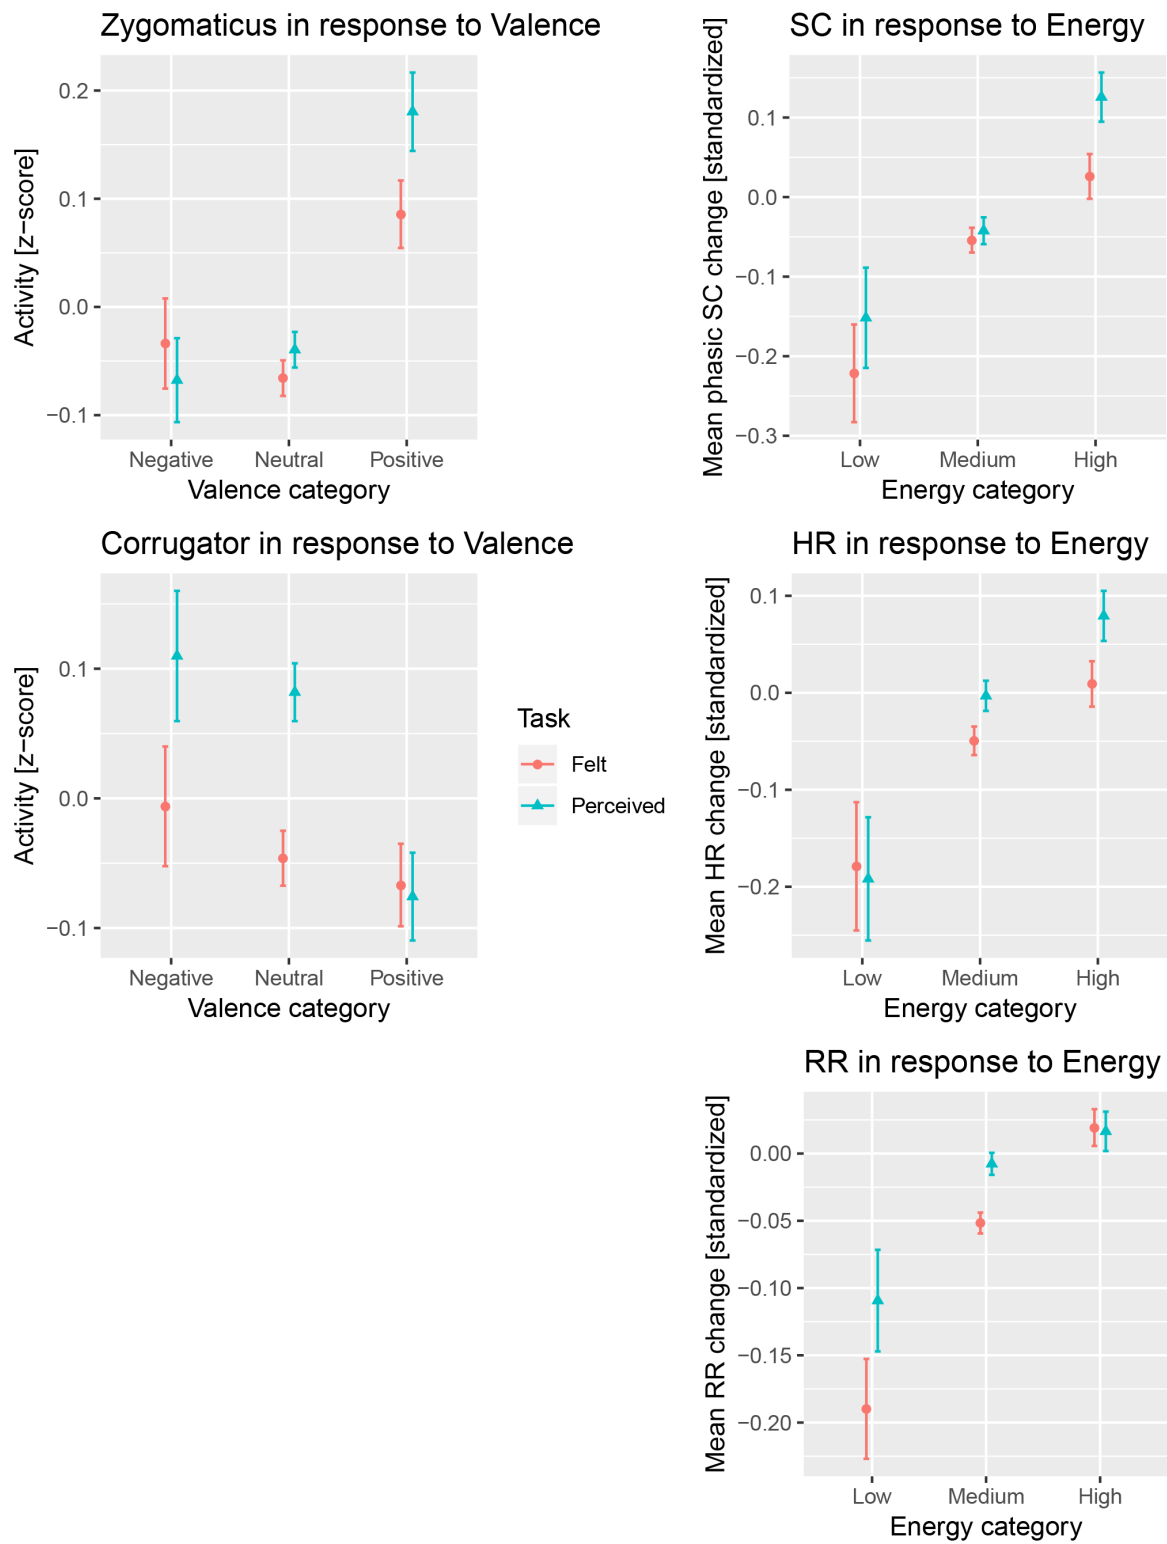 Zygomaticus in response to Valence
Activity [z−score]
0.2
0.1
0.0
−0.1
Negative Neutral Positive
Valence category
SC in response to Energy
Mean phasic SC change [standardized]
0.1
0.0
−0.1
−0.2
−0.3
Low Medium High
Energy category
Corrugator in response to Valence
Activity [z−score]
0.1
0.0
−0.1
Negative Neutral Positive
Valence category
Task
Felt
Perceived
HR in response to Energy
Mean HR change [standardized]
0.1
0.0
−0.1
−0.2
Low Medium High
Energy category
RR in response to Energy
Mean RR change [standardized]
0.00
−0.05
−0.10
−0.15
−0.20
Low Medium High
Energy category